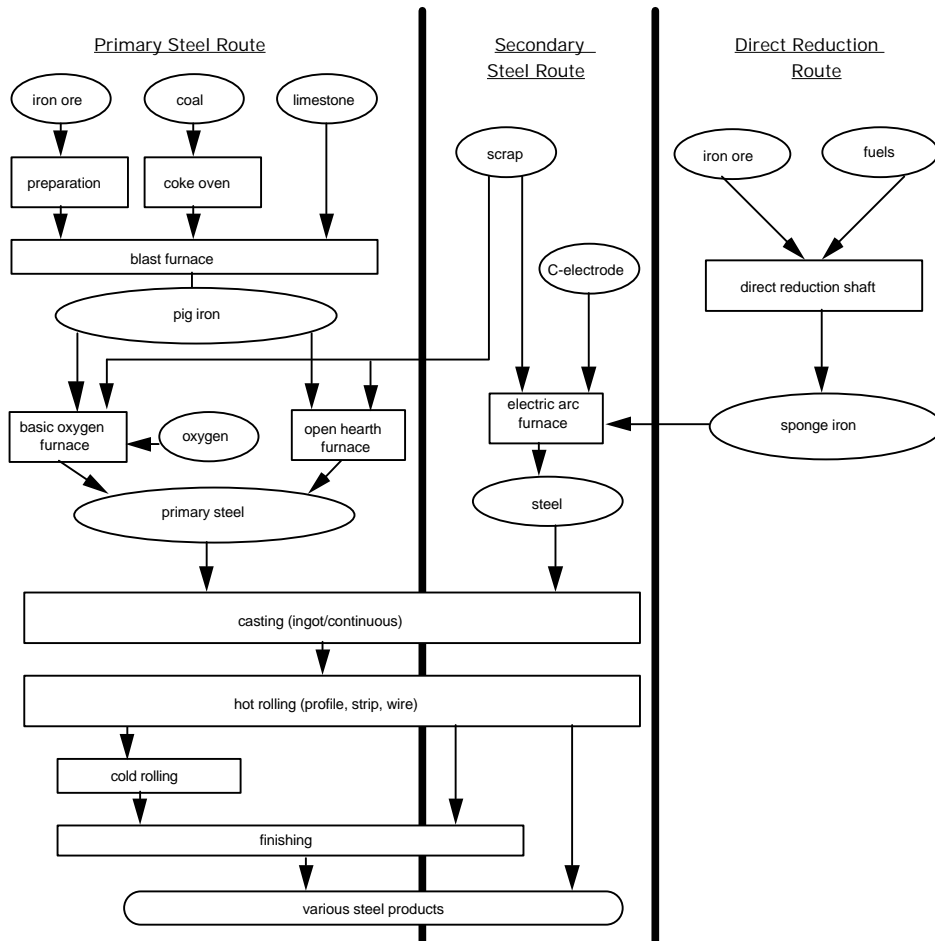 Primary Steel Route
Secondary
Steel Route
Direct Reduction
Route
iron ore
coal
limestone
scrap
iron ore
fuels
preparation
coke oven
blast furnace
C-electrode
direct reduction shaft
pig iron
basic oxygen
furnace
oxygen
open hearth
furnace
electric arc
furnace
sponge iron
primary steel
steel
casting (ingot/continuous)
hot rolling (profile, strip, wire)
cold rolling
finishing
various steel products